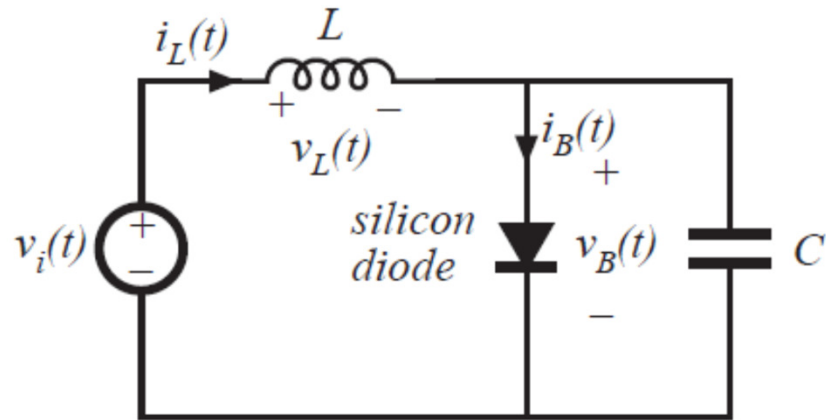 i_L(t)
L
+ −
v_L(t)
i_B(t)
+
silicon
diode
v_B(t)
−
v_i(t)
+
−
C